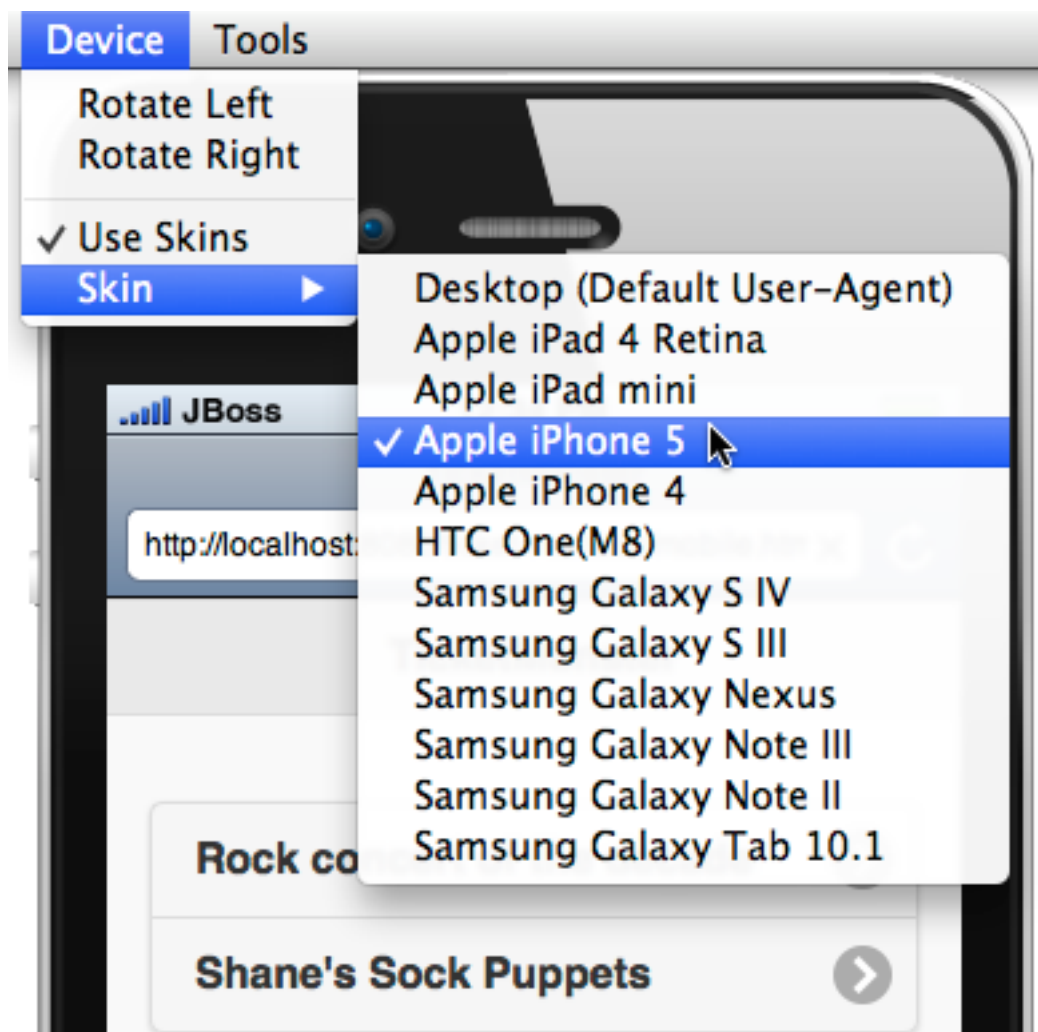 Device Tools
Rotate Left
Rotate Right
✓ Use Skins
Skin ▶
Desktop (Default User-Agent)
Apple iPad 4 Retina
Apple iPad mini
✓ Apple iPhone 5
Apple iPhone 4
HTC One(M8)
Samsung Galaxy S IV
Samsung Galaxy S III
Samsung Galaxy Nexus
Samsung Galaxy Note III
Samsung Galaxy Note II
Samsung Galaxy Tab 10.1
JBoss
http://localhost:
Rock
Shane's Sock Puppets